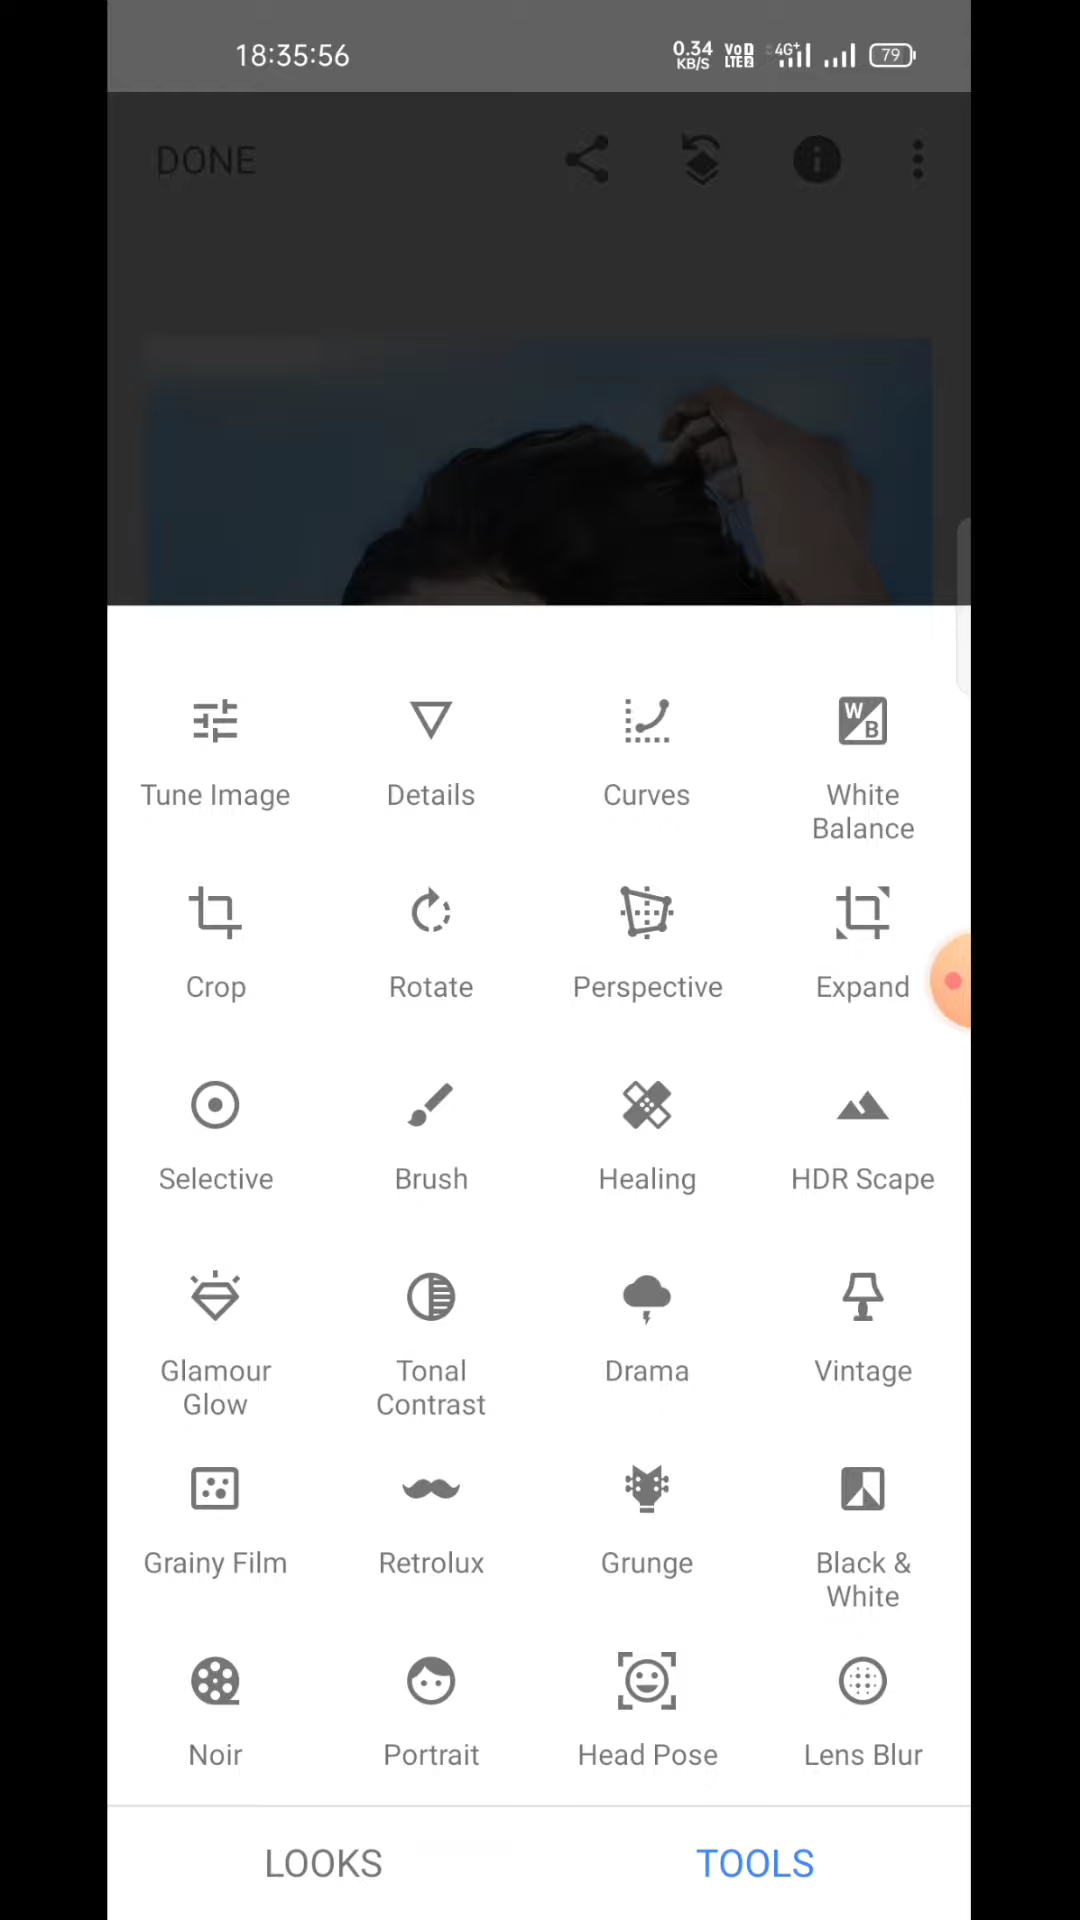 18:35:56 0.34 KB/S Vo LTE 2 4G+ 79
DONE
Tune Image Details Curves White Balance
Crop Rotate Perspective Expand
Selective Brush Healing HDR Scape
Glamour Glow Tonal Contrast Drama Vintage
Grainy Film Retrolux Grunge Black & White
Noir Portrait Head Pose Lens Blur
LOOKS TOOLS